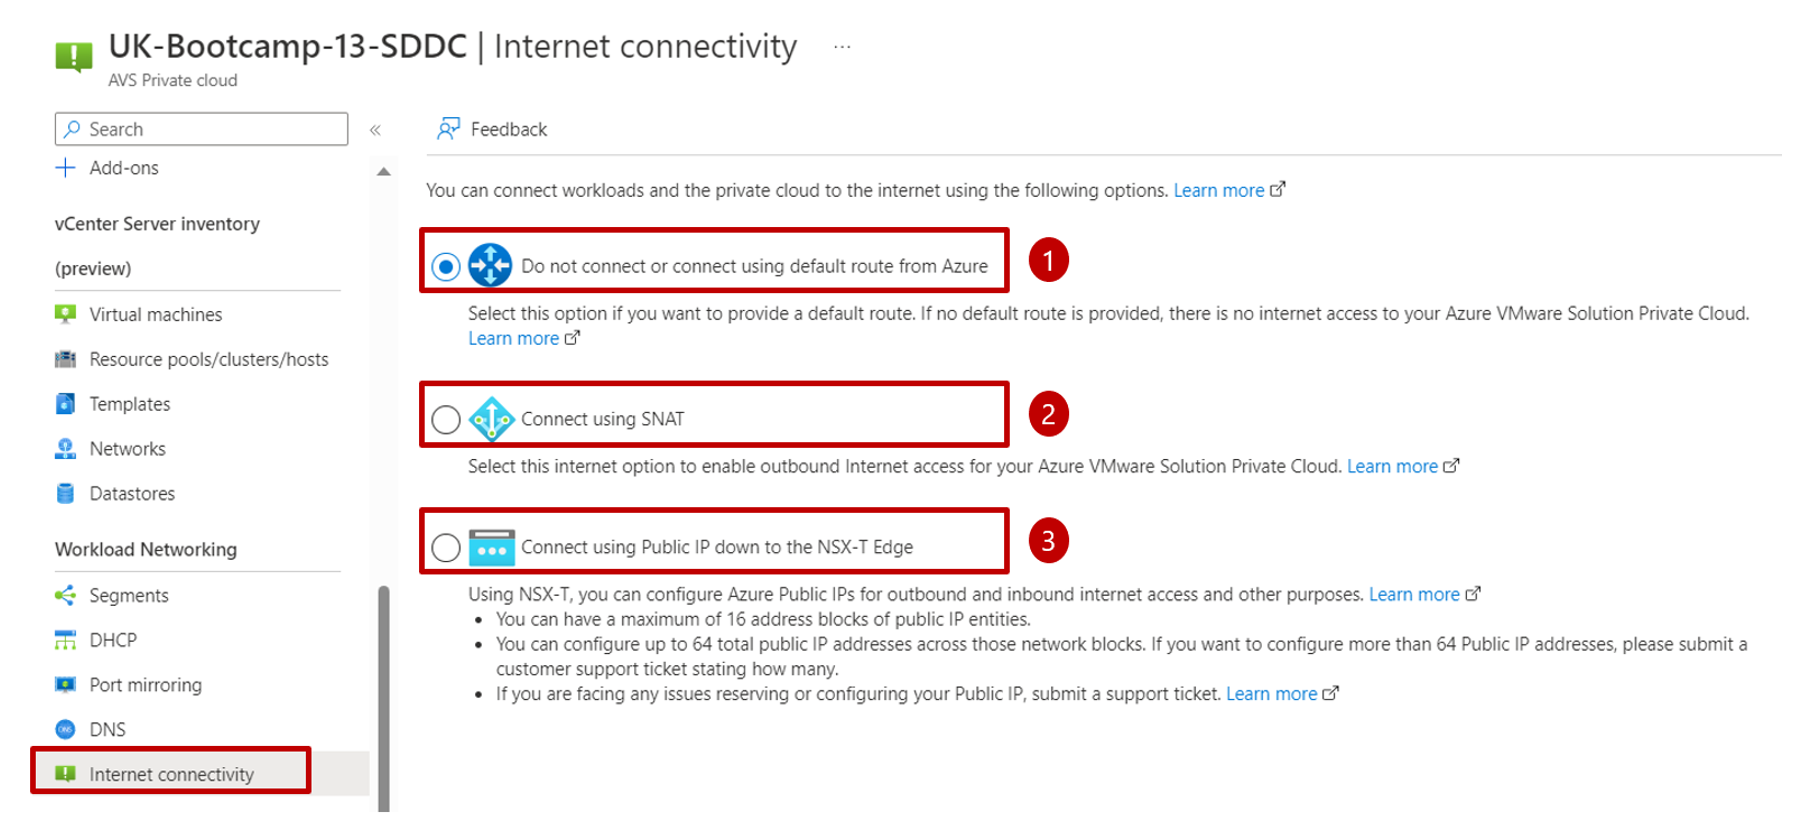 UK-Bootcamp-13-SDDC | Internet connectivity ...
AVS Private cloud
Search
«
Feedback
Add-ons
vCenter Server inventory
(preview)
Virtual machines
Resource pools/clusters/hosts
Templates
Networks
Datastores
Workload Networking
Segments
DHCP
Port mirroring
DNS
Internet connectivity
You can connect workloads and the private cloud to the internet using the following options. Learn more
Do not connect or connect using default route from Azure
1
Select this option if you want to provide a default route. If no default route is provided, there is no internet access to your Azure VMware Solution Private Cloud.
Learn more
Connect using SNAT
2
Select this internet option to enable outbound Internet access for your Azure VMware Solution Private Cloud. Learn more
Connect using Public IP down to the NSX-T Edge
3
Using NSX-T, you can configure Azure Public IPs for outbound and inbound internet access and other purposes. Learn more
• You can have a maximum of 16 address blocks of public IP entities.
• You can configure up to 64 total public IP addresses across those network blocks. If you want to configure more than 64 Public IP addresses, please submit a
customer support ticket stating how many.
• If you are facing any issues reserving or configuring your Public IP, submit a support ticket. Learn more